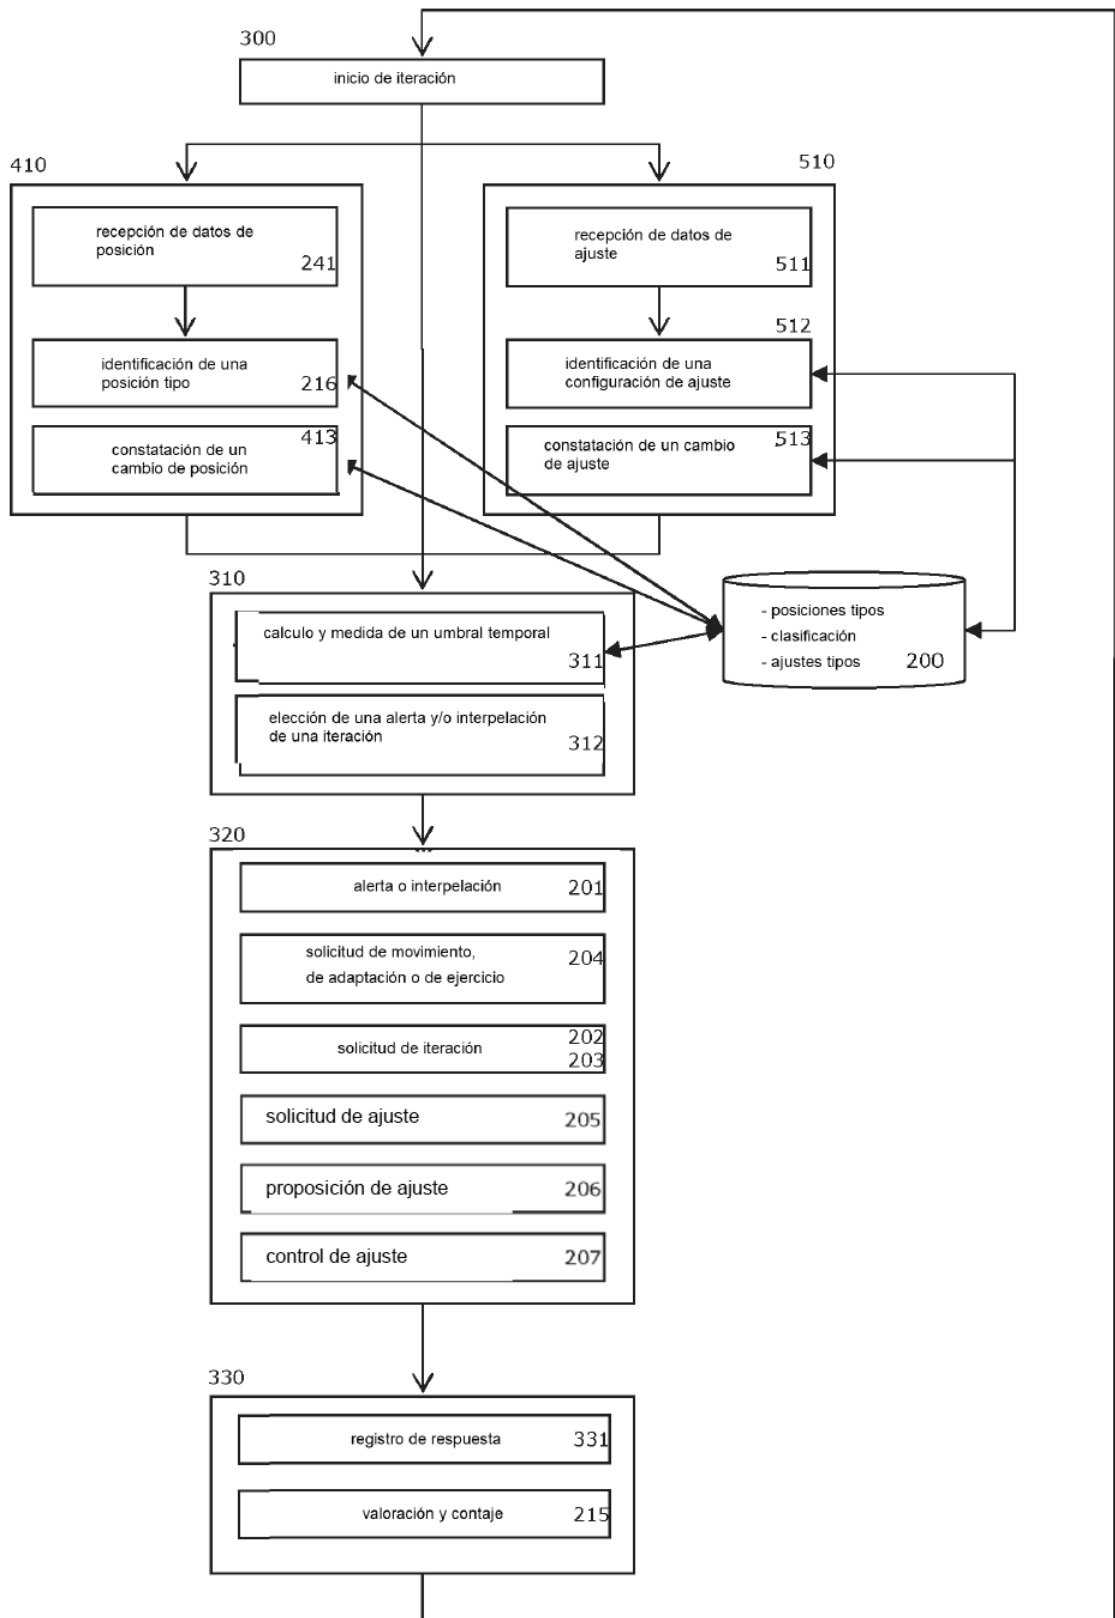 300
inicio de iteración
410
510
recepción de datos de
posición
241
recepción de datos de
ajuste
511
identificación de una
posición tipo
216
512
identificación de una
configuración de ajuste
413
constatación de un
cambio de posición
513
constatación de un cambio
de ajuste
310
calculo y medida de un umbral temporal
311
elección de una alerta y/o interpelación
de una iteración
312
- posiciones tipos
- clasificación
- ajustes tipos
200
320
alerta o interpelación
201
solicitud de movimiento,
de adaptación o de ejercicio
204
solicitud de iteración
202
203
solicitud de ajuste
205
proposición de ajuste
206
control de ajuste
207
330
registro de respuesta
331
valoración y contaje
215